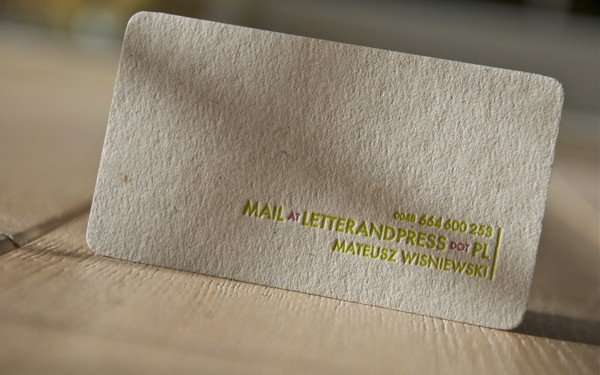 0048 664 600 253
MAIL AT LETTERANDPRESS DOT PL
MATEUSZ WISNIEWSKI